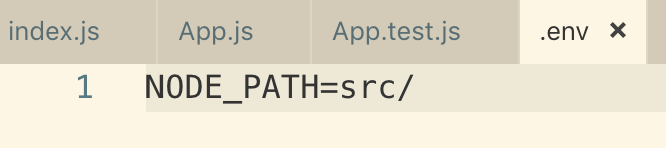 index.js App.js App.test.js .env ×
1 NODE_PATH=src/